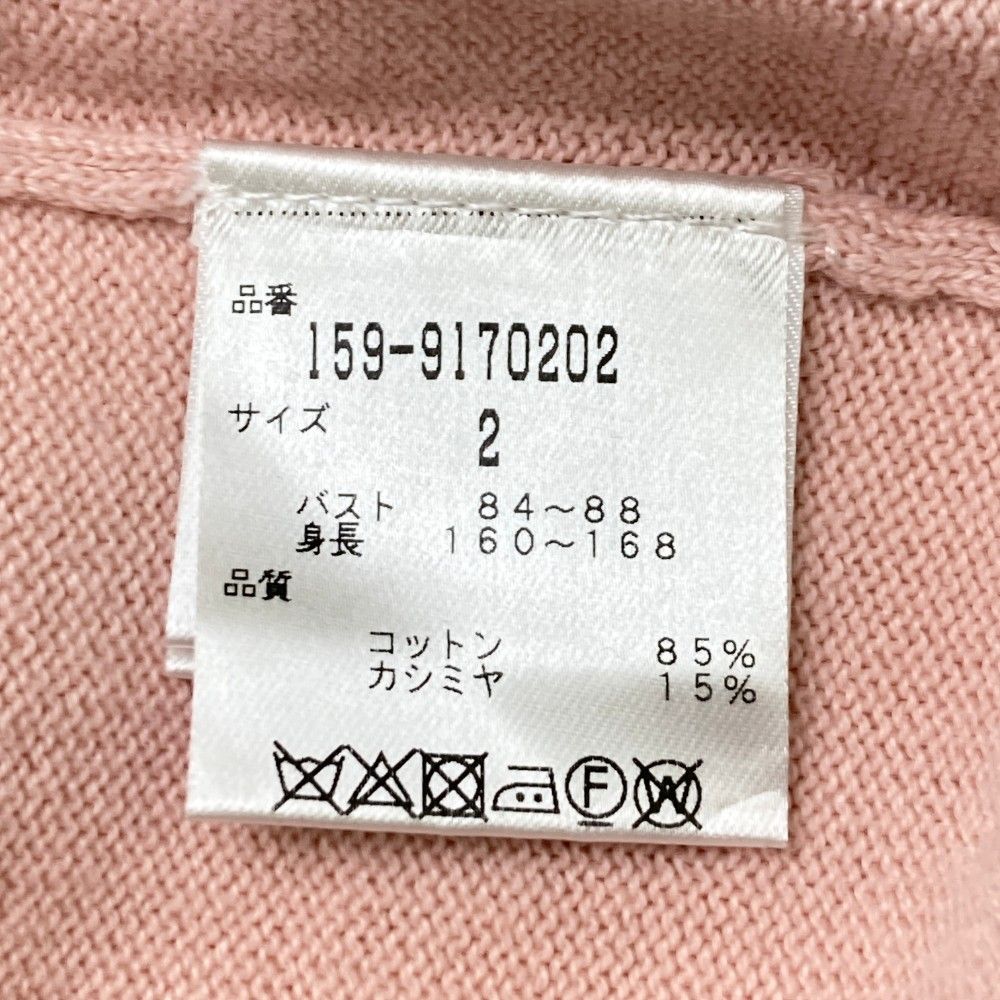 品番
159-9170202
サイズ 2
バスト 84〜88
身長 160〜168
品質
コットン 85%
カシミヤ 15%
F W